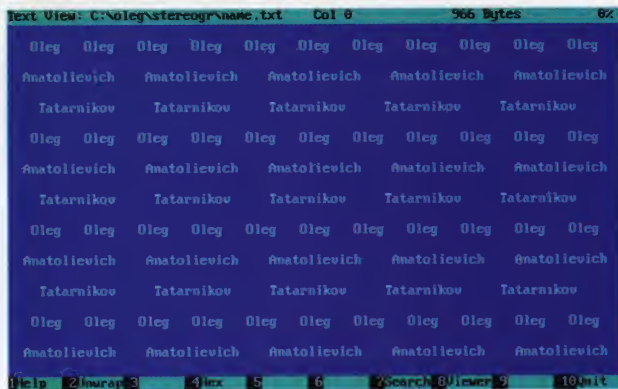 Text View: C:\oleg\stereogr\name.txt Col 0 966 Bytes 0%
Oleg Oleg Oleg Oleg Oleg Oleg Oleg Oleg Oleg Oleg Oleg
Anatolievich Anatolievich Anatolievich Anatolievich Anatolievich
Tatarnikov Tatarnikov Tatarnikov Tatarnikov Tatarnikov
Oleg Oleg Oleg Oleg Oleg Oleg Oleg Oleg Oleg Oleg Oleg
Anatolievich Anatolievich Anatolievich Anatolievich Anatolievich
Tatarnikov Tatarnikov Tatarnikov Tatarnikov Tatarnikov
Oleg Oleg Oleg Oleg Oleg Oleg Oleg Oleg Oleg Oleg Oleg
Anatolievich Anatolievich Anatolievich Anatolievich Anatolievich
Tatarnikov Tatarnikov Tatarnikov Tatarnikov Tatarnikov
Oleg Oleg Oleg Oleg Oleg Oleg Oleg Oleg Oleg Oleg Oleg
Anatolievich Anatolievich Anatolievich Anatolievich Anatolievich
1Help 2Unwrap 3 4Hex 5 6 7Search 8Viewer 9 10Quit